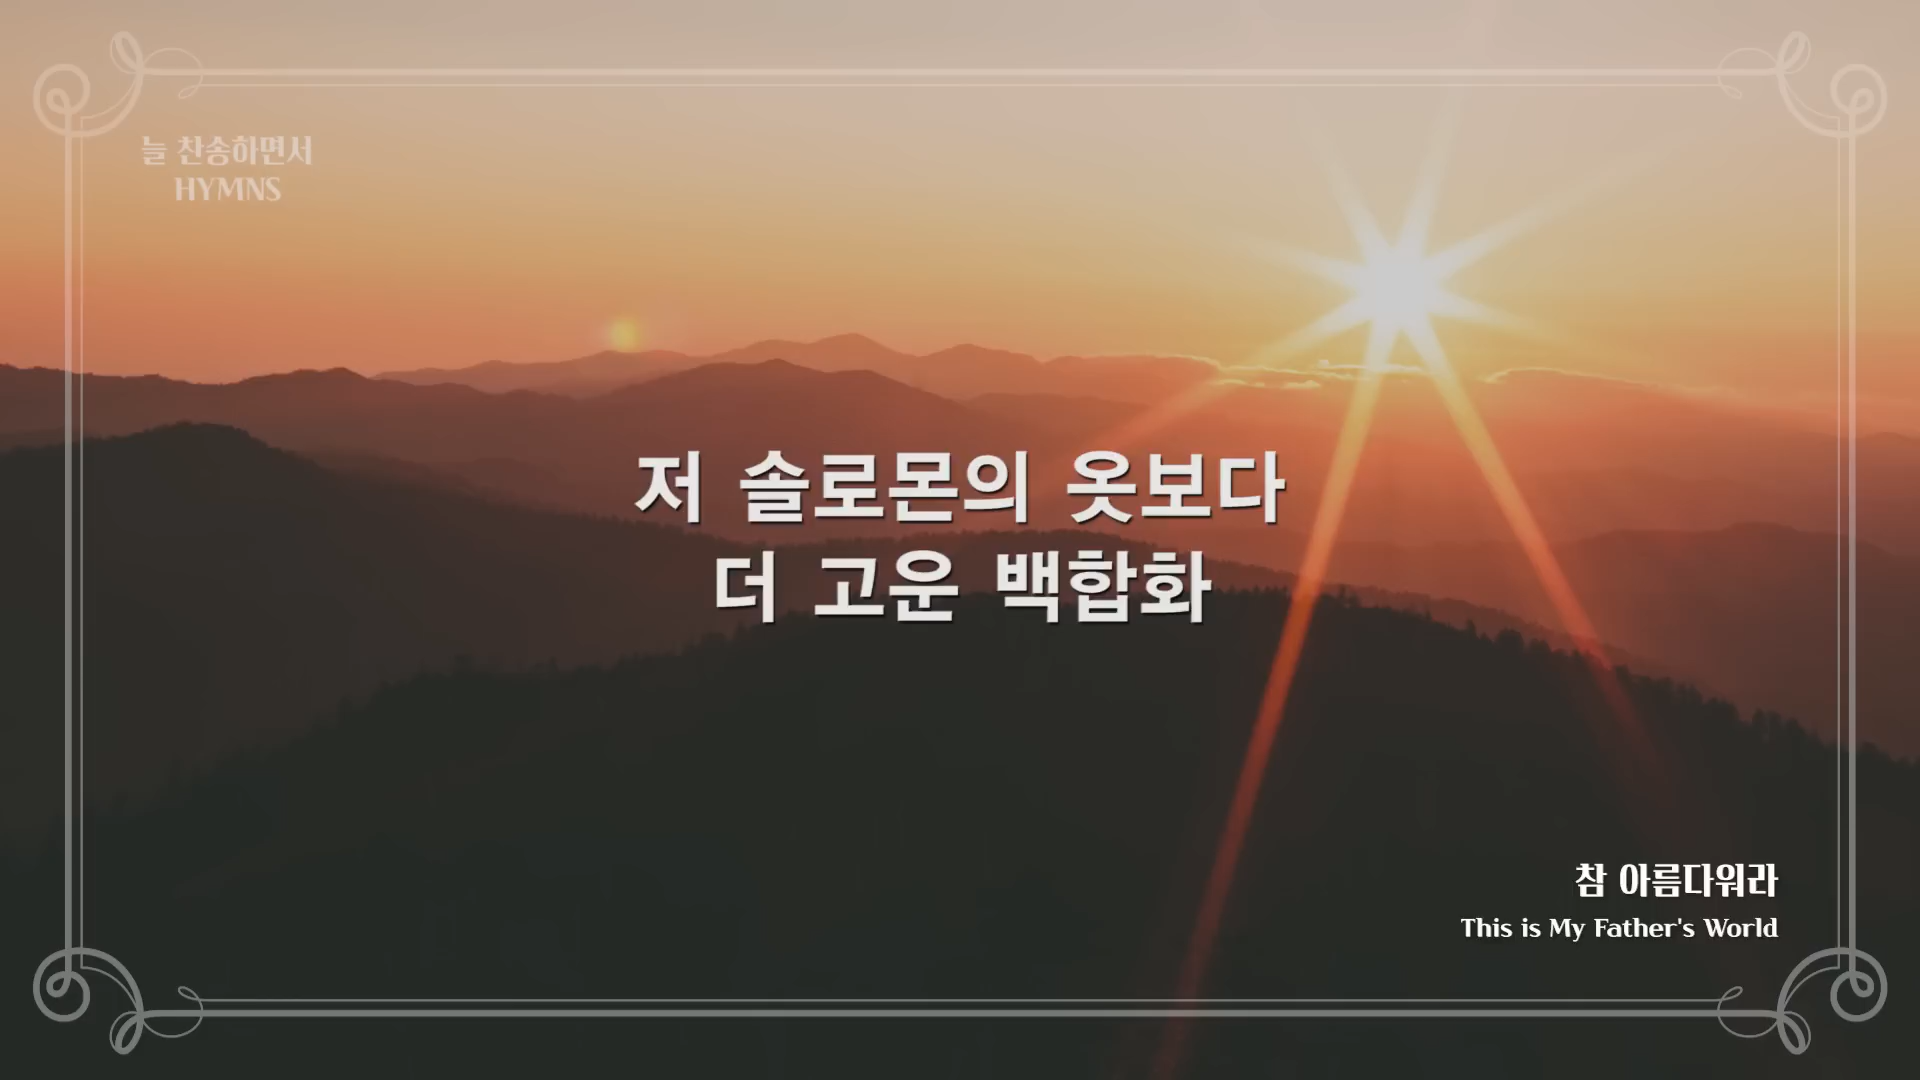 늘 찬송하면서
HYMNS
저 솔로몬의 옷보다
더 고운 백합화
참 아름다워라
This is My Father's World